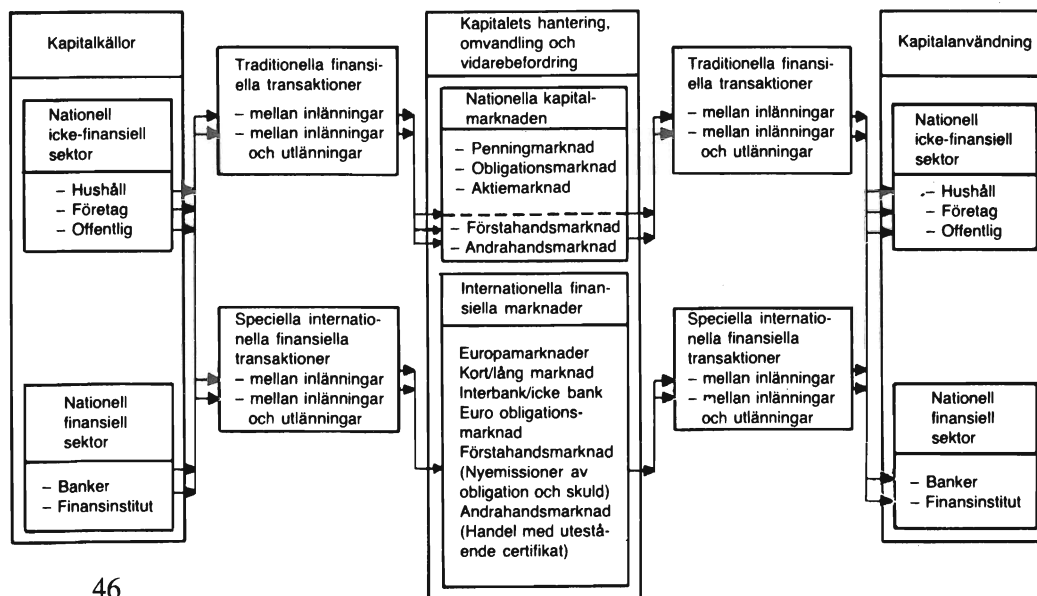 Kapitalkällor
Nationell
icke-finansiell
sektor
– Hushåll
– Företag
– Offentlig
Nationell
finansiell
sektor
– Banker
– Finansinstitut
Traditionella finansi-
ella transaktioner
– mellan inlänningar
– mellan inlänningar
och utlänningar
Speciella internatio-
nella finansiella
transaktioner
– mellan inlänningar
– mellan inlänningar
och utlänningar
Kapitalets hantering,
omvandling och
vidarebefordring
Nationella kapital-
marknaden
– Penningmarknad
– Obligationsmarknad
– Aktiemarknad
– Förstahandsmarknad
– Andrahandsmarknad
Internationella finan-
siella marknader
Europamarknader
Kort/lång marknad
Interbank/icke bank
Euro obligations-
marknad
Förstahandsmarknad
(Nyemissioner av
obligation och skuld)
Andrahandsmarknad
(Handel med utestå-
ende certifikat)
Traditionella finansi-
ella transaktioner
– mellan inlänningar
– mellan inlänningar
och utlänningar
Speciella internatio-
nella finansiella
transaktioner
– mellan inlänningar
– mellan inlänningar
och utlänningar
Kapitalanvändning
Nationell
icke-finansiell
sektor
– Hushåll
– Företag
– Offentlig
Nationell
finansiell
sektor
– Banker
– Finansinstitut
46